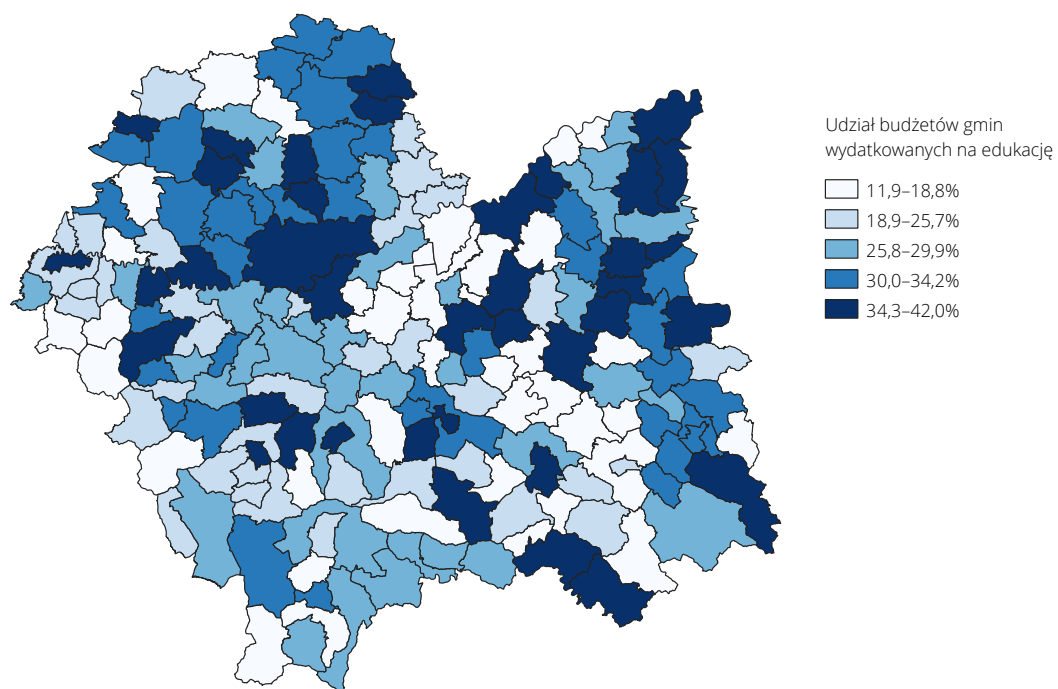 Udział budżetów gmin
wydatkowanych na edukację
11,9–18,8%
18,9–25,7%
25,8–29,9%
30,0–34,2%
34,3–42,0%